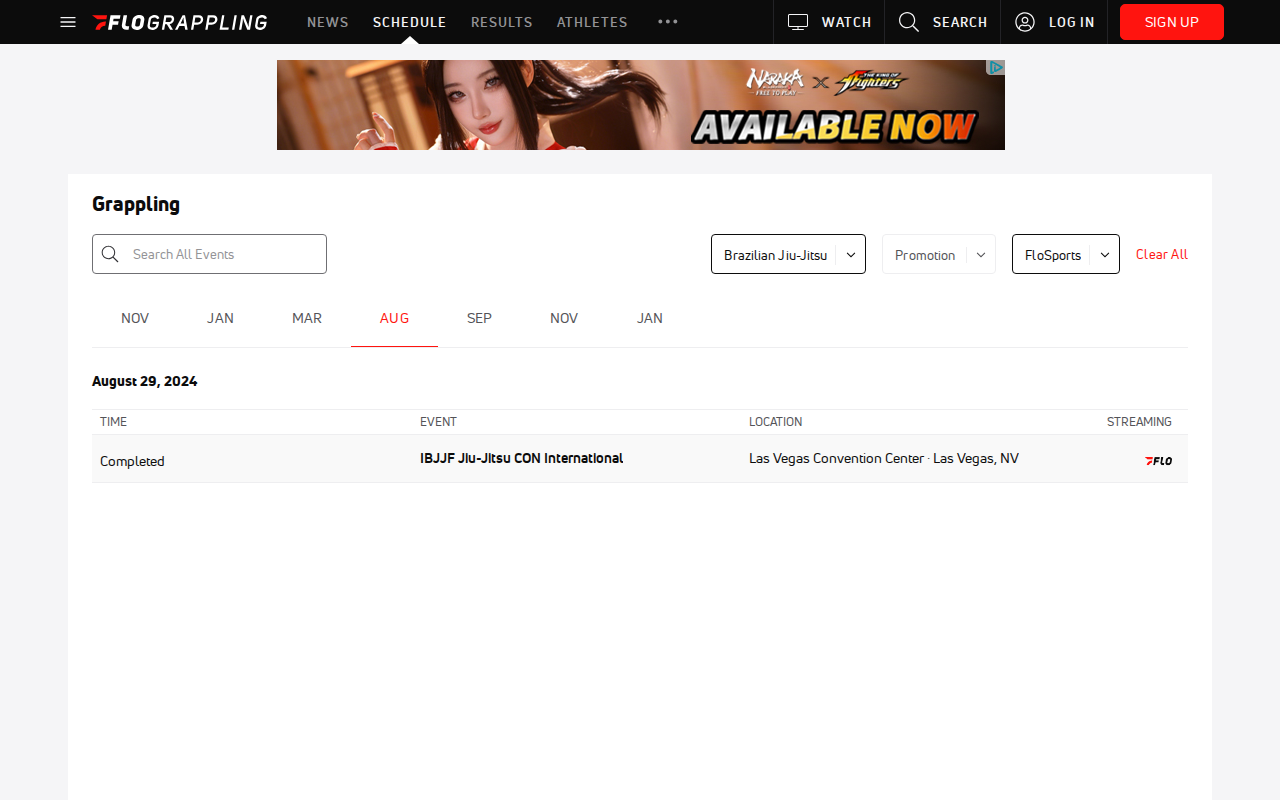 FLOGRAPPLING NEWS SCHEDULE RESULTS ATHLETES WATCH SEARCH LOG IN SIGN UP
NARAKA FREE TO PLAY X THE KING OF FIGHTERS
AVAILABLE NOW
Grappling
Search All Events Brazilian Jiu-Jitsu Promotion FloSports Clear All
NOV JAN MAR AUG SEP NOV JAN
August 29, 2024
TIME EVENT LOCATION STREAMING
Completed IBJJF Jiu-Jitsu CON International Las Vegas Convention Center · Las Vegas, NV FLO